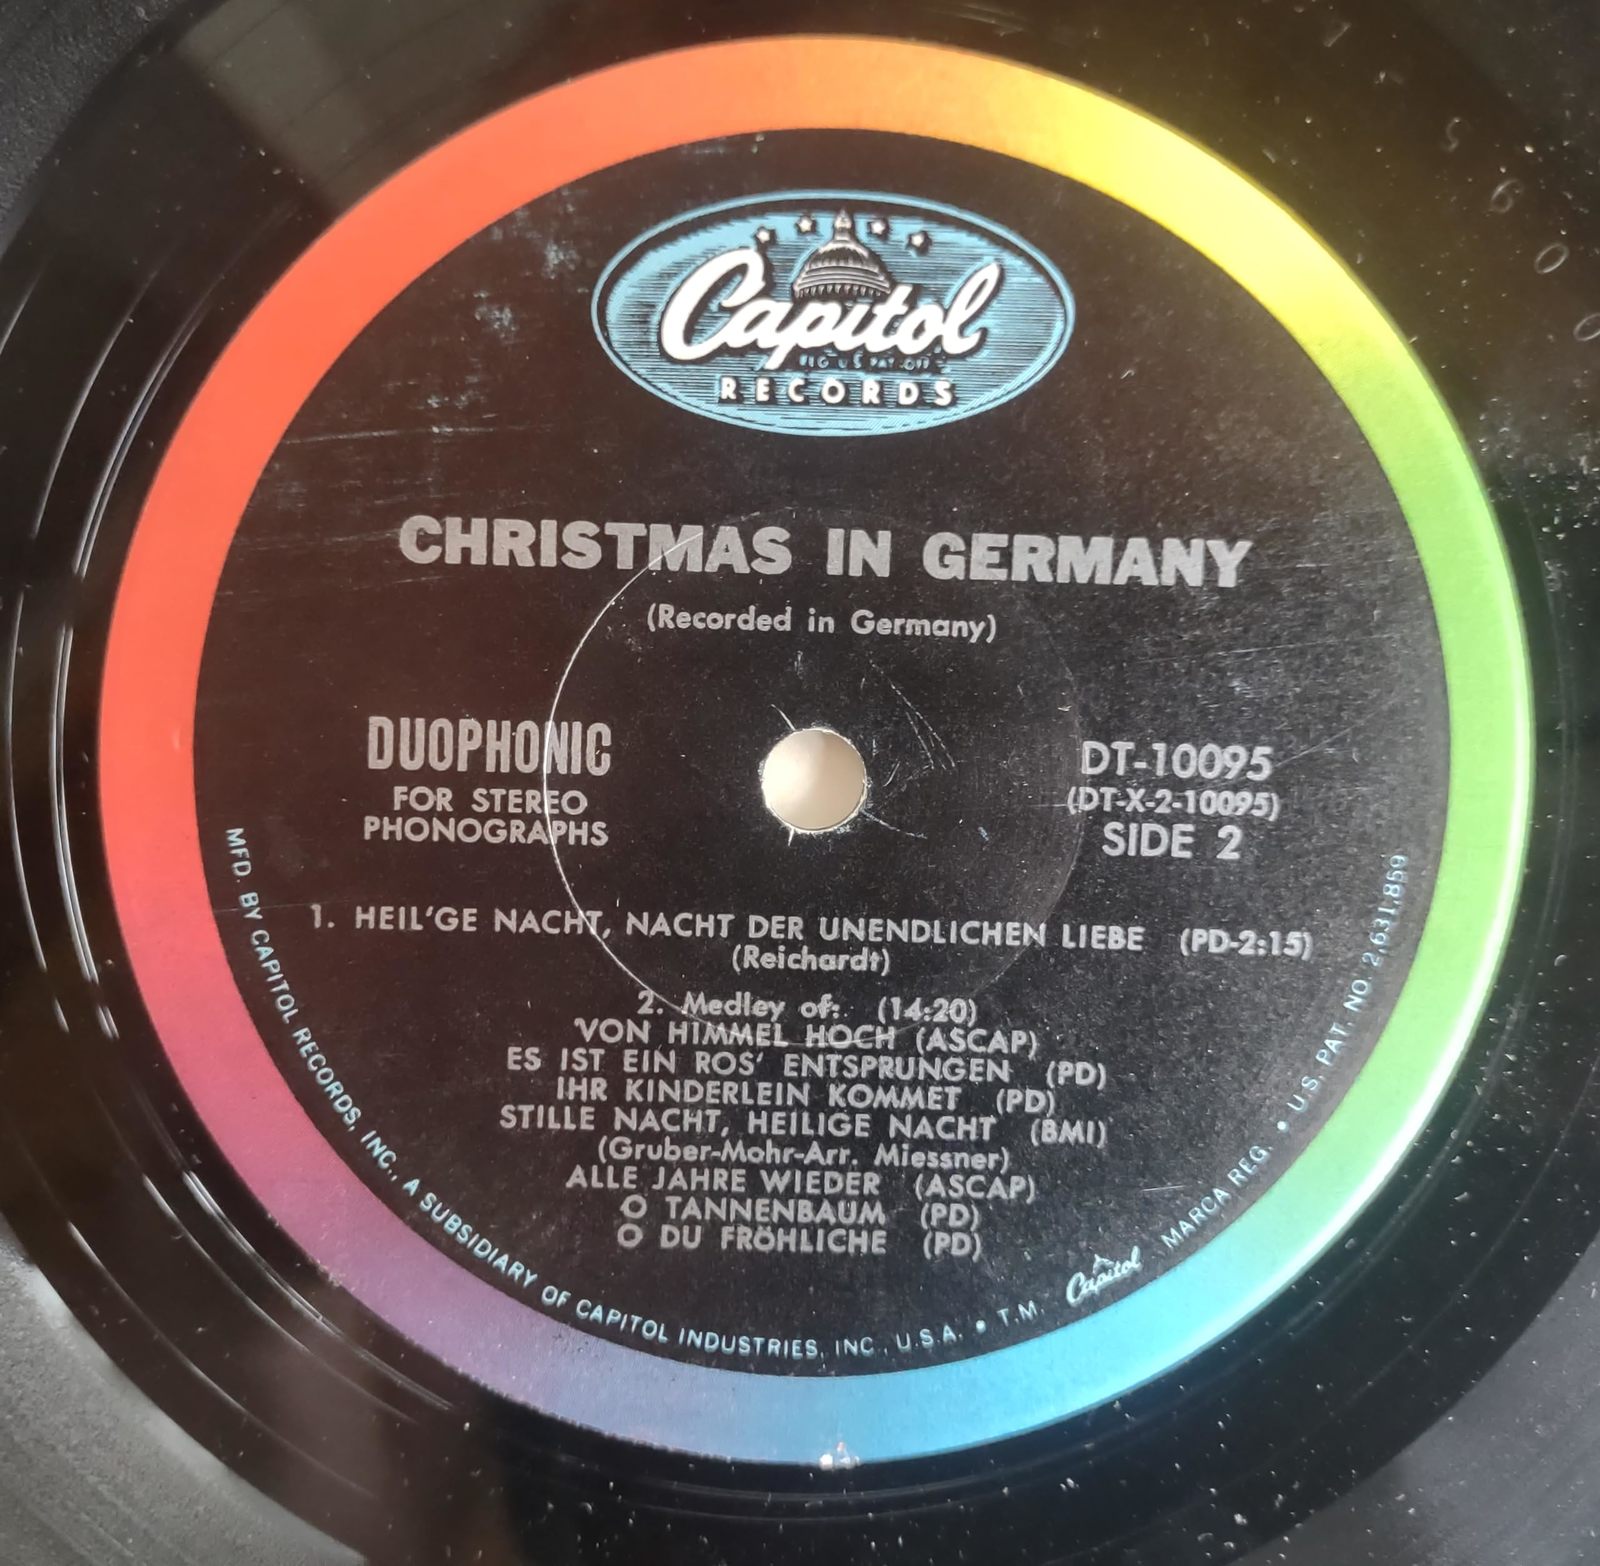 Capitol
REG. U.S. PAT. OFF.
RECORDS
CHRISTMAS IN GERMANY
(Recorded in Germany)
DUOPHONIC
FOR STEREO
PHONOGRAPHS
DT-10095
(DT-X-2-10095)
SIDE 2
1. HEIL'GE NACHT, NACHT DER UNENDLICHEN LIEBE (PD-2:15)
(Reichardt)
2. Medley of: (14:20)
VON HIMMEL HOCH (ASCAP)
ES IST EIN ROS' ENTSPRUNGEN (PD)
IHR KINDERLEIN KOMMET (PD)
STILLE NACHT, HEILIGE NACHT (BMI)
(Gruber-Mohr-Arr. Miessner)
ALLE JAHRE WIEDER (ASCAP)
O TANNENBAUM (PD)
O DU FRÖHLICHE (PD)
MFD. BY CAPITOL RECORDS, INC., A SUBSIDIARY OF CAPITOL INDUSTRIES, INC., U.S.A. • T.M. Capitol MARCA REG. • U.S. PAT. NO. 2,631,859